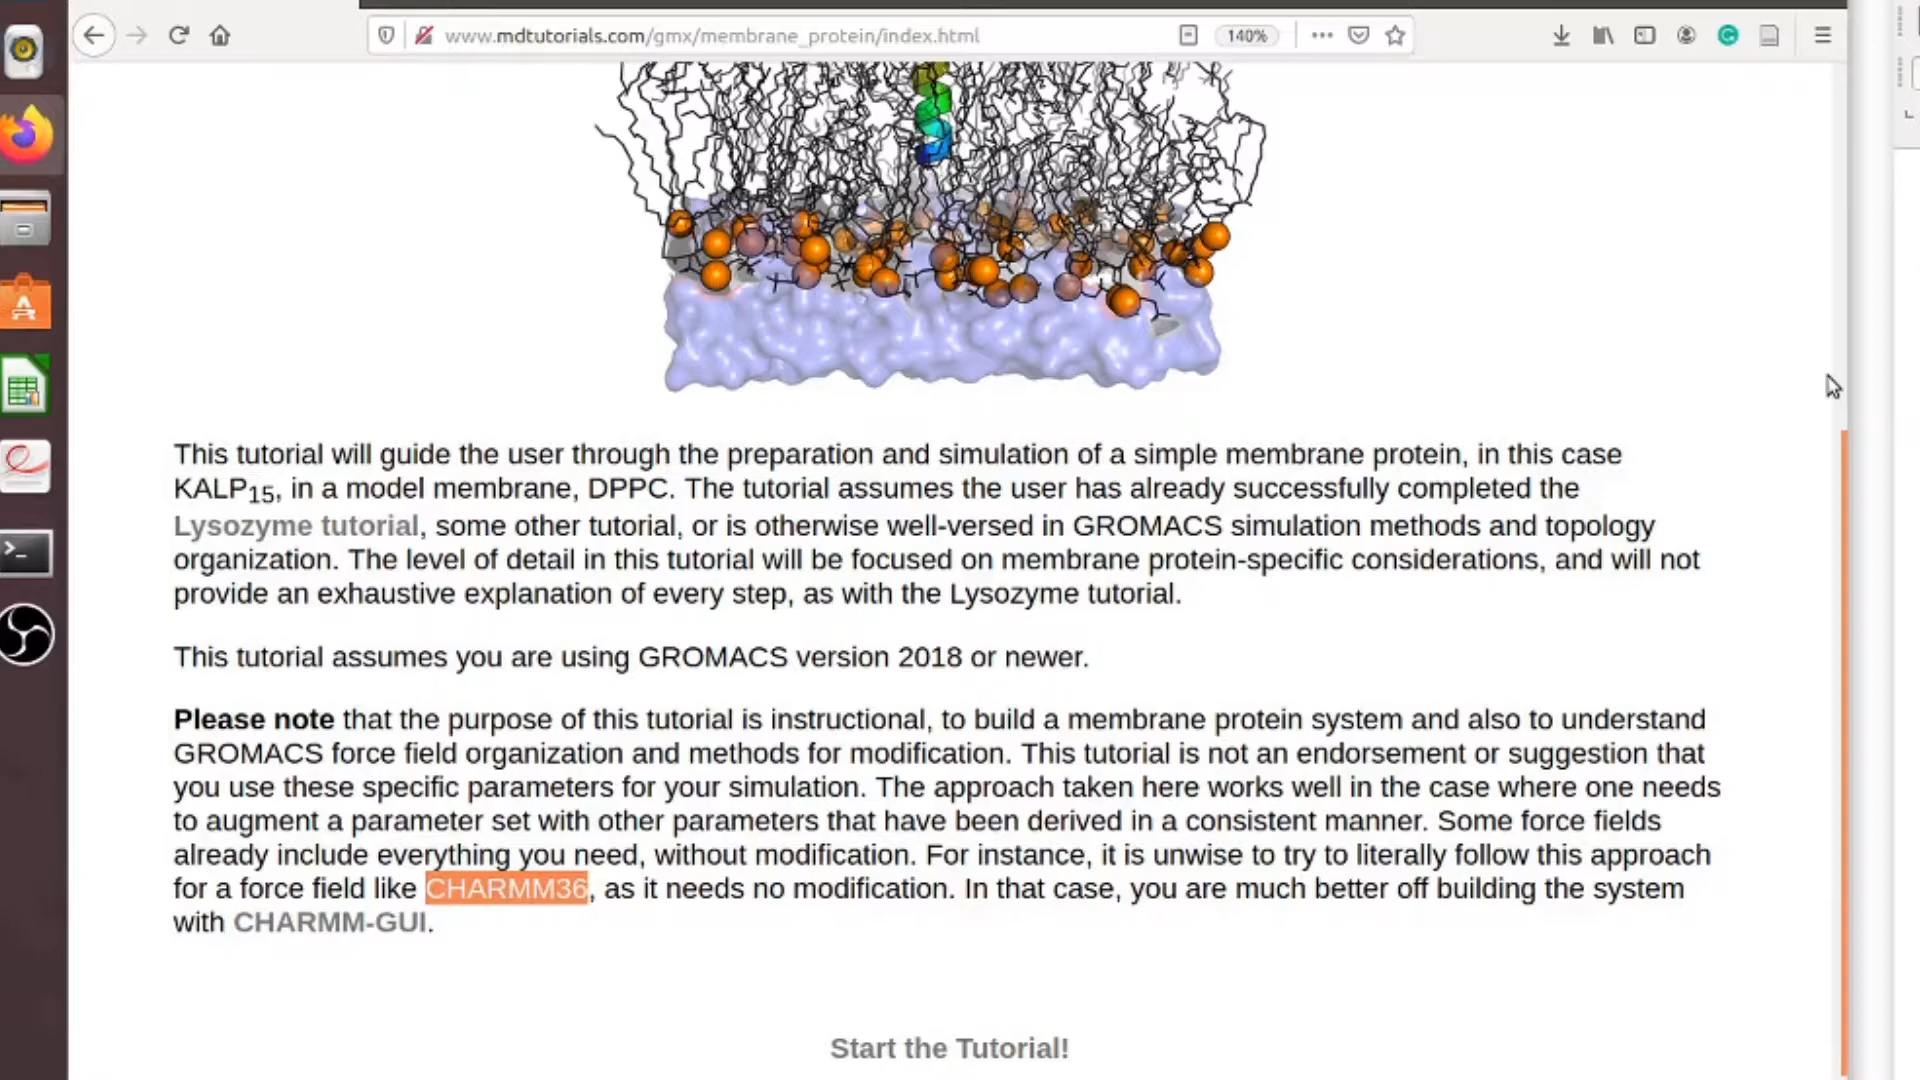 www.mdtutorials.com/gmx/membrane_protein/index.html
140%
This tutorial will guide the user through the preparation and simulation of a simple membrane protein, in this case
KALP15, in a model membrane, DPPC. The tutorial assumes the user has already successfully completed the
Lysozyme tutorial, some other tutorial, or is otherwise well-versed in GROMACS simulation methods and topology
organization. The level of detail in this tutorial will be focused on membrane protein-specific considerations, and will not
provide an exhaustive explanation of every step, as with the Lysozyme tutorial.
This tutorial assumes you are using GROMACS version 2018 or newer.
Please note that the purpose of this tutorial is instructional, to build a membrane protein system and also to understand
GROMACS force field organization and methods for modification. This tutorial is not an endorsement or suggestion that
you use these specific parameters for your simulation. The approach taken here works well in the case where one needs
to augment a parameter set with other parameters that have been derived in a consistent manner. Some force fields
already include everything you need, without modification. For instance, it is unwise to try to literally follow this approach
for a force field like CHARMM36, as it needs no modification. In that case, you are much better off building the system
with CHARMM-GUI.
Start the Tutorial!